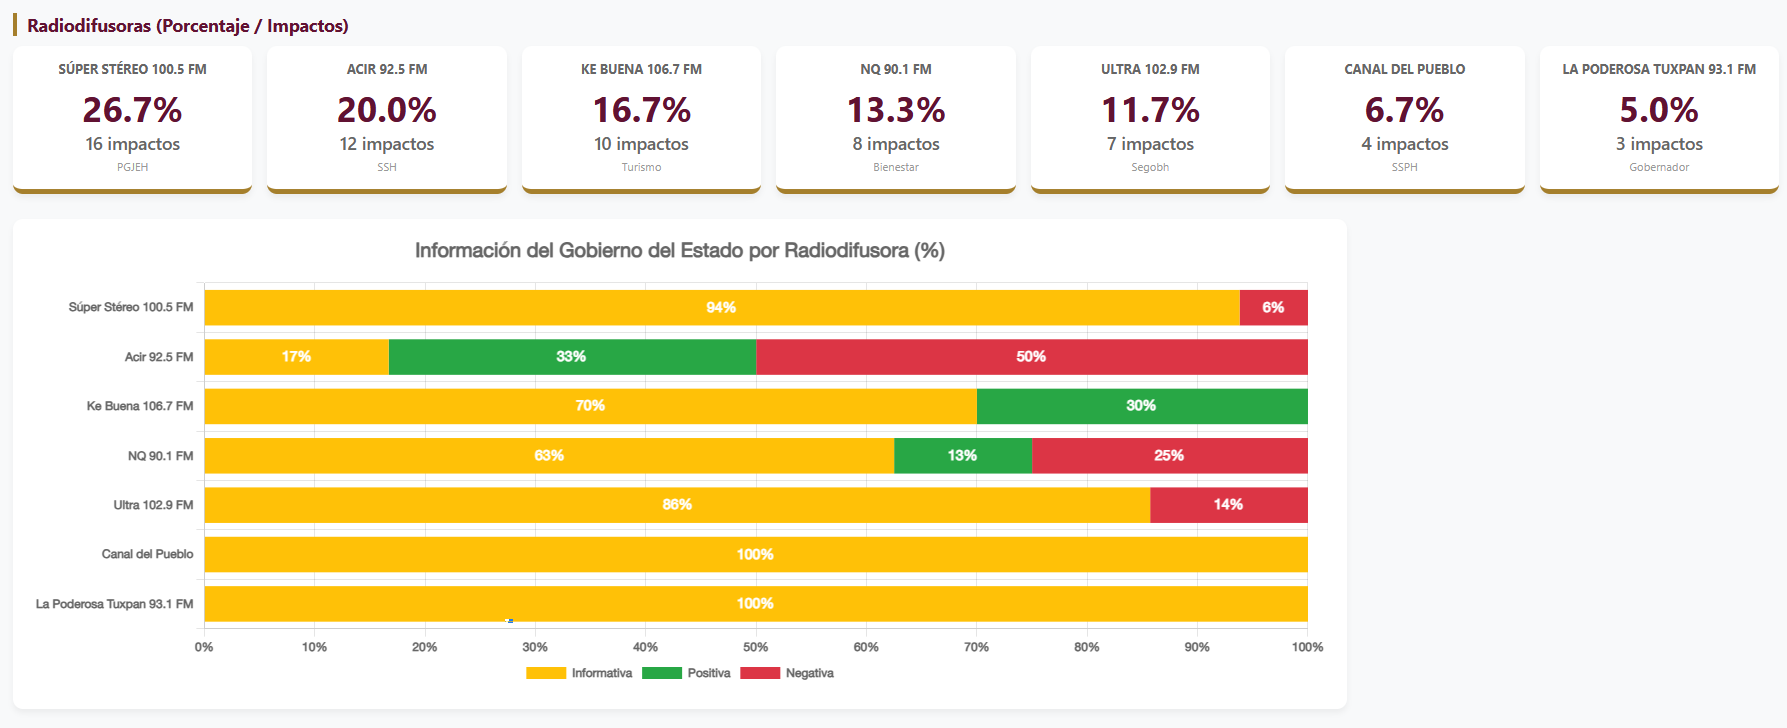 Radiodifusoras (Porcentaje / Impactos)
SÚPER STÉREO 100.5 FM
26.7%
16 impactos
PGJEH
ACIR 92.5 FM
20.0%
12 impactos
SSH
KE BUENA 106.7 FM
16.7%
10 impactos
Turismo
NQ 90.1 FM
13.3%
8 impactos
Bienestar
ULTRA 102.9 FM
11.7%
7 impactos
Segobh
CANAL DEL PUEBLO
6.7%
4 impactos
SSPH
LA PODEROSA TUXPAN 93.1 FM
5.0%
3 impactos
Gobernador
Información del Gobierno del Estado por Radiodifusora (%)
Súper Stéreo 100.5 FM 94% 6%
Acir 92.5 FM 17% 33% 50%
Ke Buena 106.7 FM 70% 30%
NQ 90.1 FM 63% 13% 25%
Ultra 102.9 FM 86% 14%
Canal del Pueblo 100%
La Poderosa Tuxpan 93.1 FM 100%
0% 10% 20% 30% 40% 50% 60% 70% 80% 90% 100%
Informativa Positiva Negativa